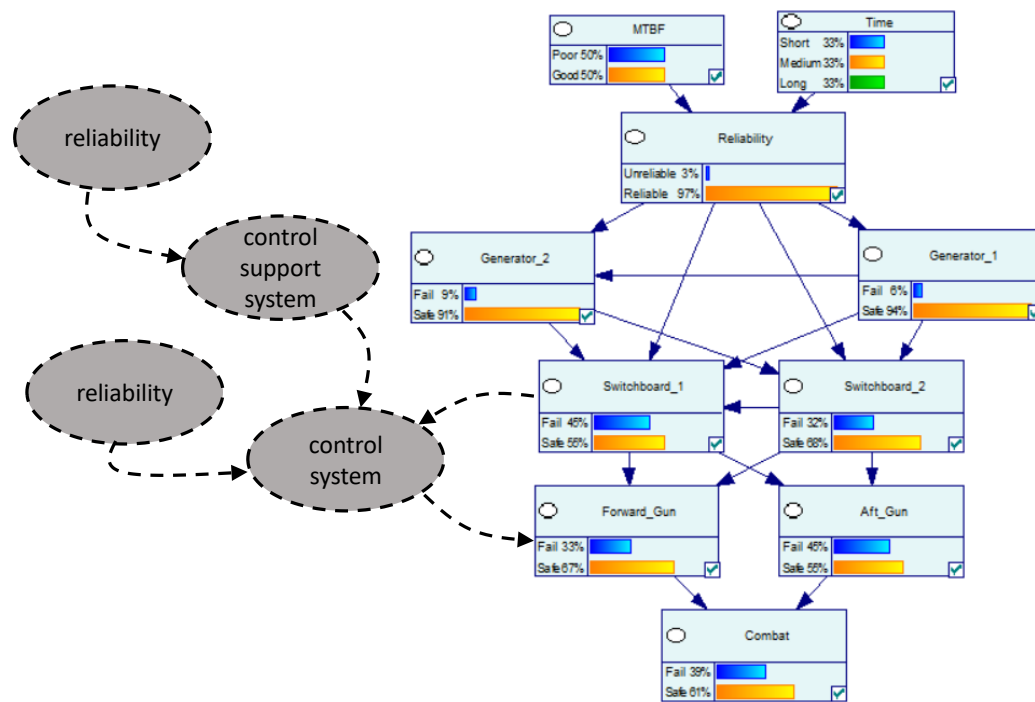 MTBF
Poor 50%
Good 50%
Time
Short 33%
Medium 33%
Long 33%
reliability
Reliability
Unreliable 3%
Reliable 97%
control
support
system
Generator_2
Fail 9%
Safe 91%
Generator_1
Fail 6%
Safe 94%
reliability
Switchboard_1
Fail 45%
Safe 55%
Switchboard_2
Fail 32%
Safe 68%
control
system
Forward_Gun
Fail 33%
Safe 67%
Aft_Gun
Fail 45%
Safe 55%
Combat
Fail 39%
Safe 61%